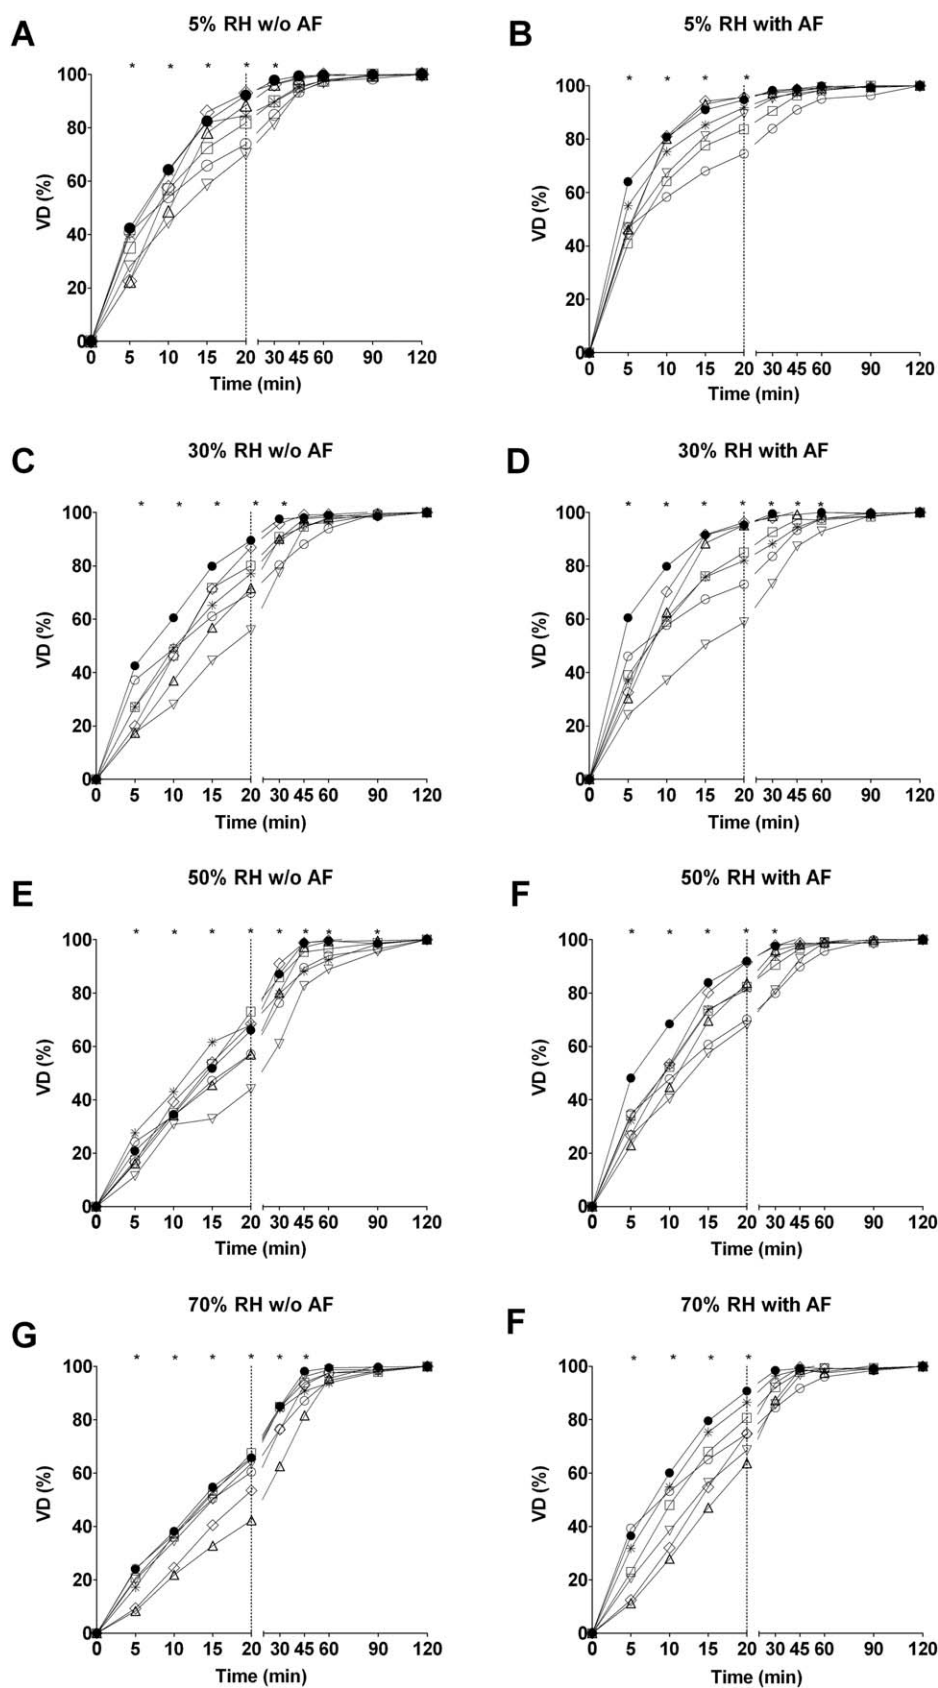 A
5% RH w/o AF
* * * * *
100
80
60
40
20
0
VD (%)
0 5 10 15 20 30 45 60 90 120
Time (min)
B
5% RH with AF
* * * *
100
80
60
40
20
0
VD (%)
0 5 10 15 20 30 45 60 90 120
Time (min)
C
30% RH w/o AF
* * * * *
100
80
60
40
20
0
VD (%)
0 5 10 15 20 30 45 60 90 120
Time (min)
D
30% RH with AF
* * * * * * *
100
80
60
40
20
0
VD (%)
0 5 10 15 20 30 45 60 90 120
Time (min)
E
50% RH w/o AF
* * * * * * * *
100
80
60
40
20
0
VD (%)
0 5 10 15 20 30 45 60 90 120
Time (min)
F
50% RH with AF
* * * * *
100
80
60
40
20
0
VD (%)
0 5 10 15 20 30 45 60 90 120
Time (min)
G
70% RH w/o AF
* * * * * *
100
80
60
40
20
0
VD (%)
0 5 10 15 20 30 45 60 90 120
Time (min)
F
70% RH with AF
* * * *
100
80
60
40
20
0
VD (%)
0 5 10 15 20 30 45 60 90 120
Time (min)